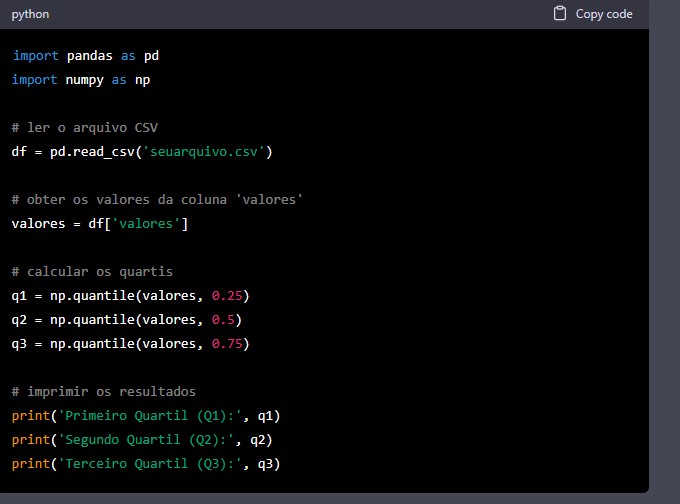 python
Copy code
import pandas as pd
import numpy as np
# ler o arquivo CSV
df = pd.read_csv('seuarquivo.csv')
# obter os valores da coluna 'valores'
valores = df['valores']
# calcular os quartis
q1 = np.quantile(valores, 0.25)
q2 = np.quantile(valores, 0.5)
q3 = np.quantile(valores, 0.75)
# imprimir os resultados
print('Primeiro Quartil (Q1):', q1)
print('Segundo Quartil (Q2):', q2)
print('Terceiro Quartil (Q3):', q3)